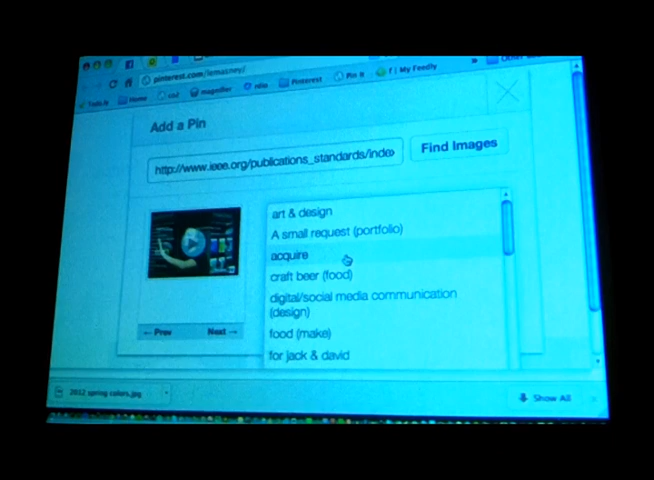 pinterest.com/lemasney/
Home
magnifier
Pinterest
Pin It
My Feedly
Add a Pin
http://www.ieee.org/publications_standards/inde
Find Images
art & design
A small request (portfolio)
acquire
craft beer (food)
digital/social media communication
(design)
food (make)
for jack & david
← Prev
Next →
2012 spring colors.jpg
Show All